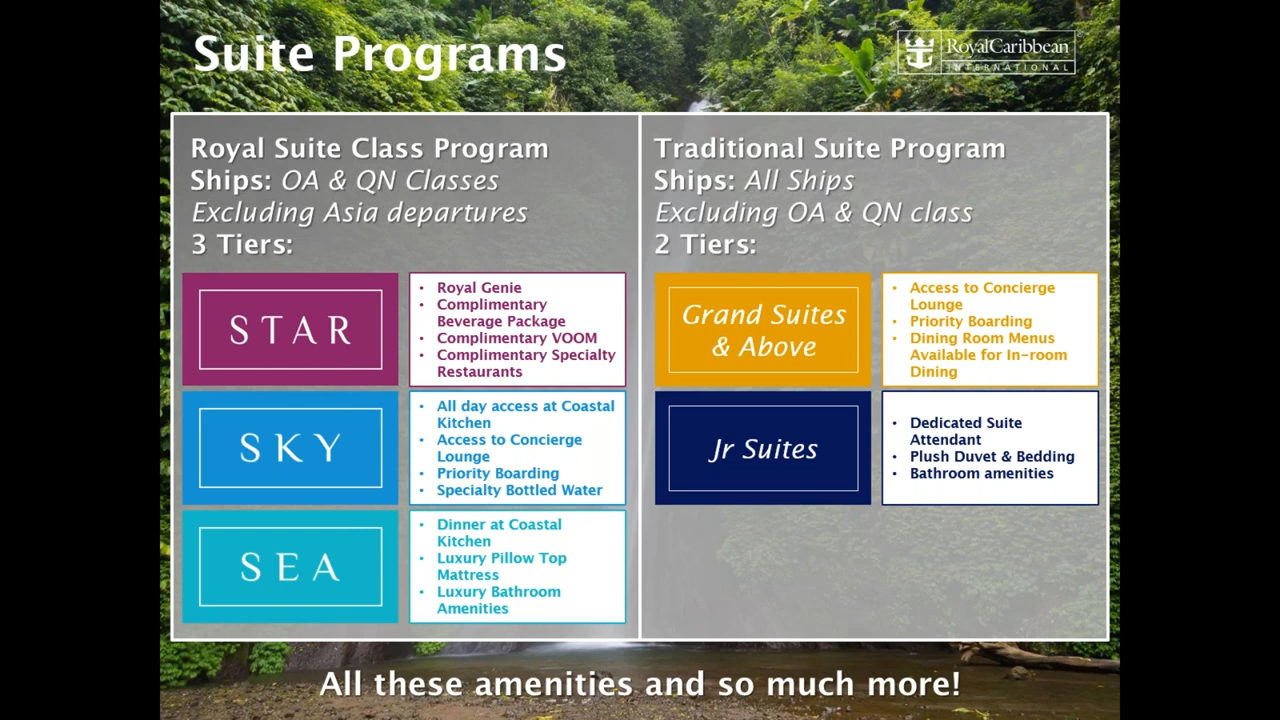 Suite Programs
RoyalCaribbean
INTERNATIONAL
Royal Suite Class Program
Ships: OA & QN Classes
Excluding Asia departures
3 Tiers:
STAR
• Royal Genie
• Complimentary
Beverage Package
• Complimentary VOOM
• Complimentary Specialty
Restaurants
SKY
• All day access at Coastal
Kitchen
• Access to Concierge
Lounge
• Priority Boarding
• Specialty Bottled Water
SEA
• Dinner at Coastal
Kitchen
• Luxury Pillow Top
Mattress
• Luxury Bathroom
Amenities
Traditional Suite Program
Ships: All Ships
Excluding OA & QN class
2 Tiers:
Grand Suites
& Above
• Access to Concierge
Lounge
• Priority Boarding
• Dining Room Menus
Available for In-room
Dining
Jr Suites
• Dedicated Suite
Attendant
• Plush Duvet & Bedding
• Bathroom amenities
All these amenities and so much more!